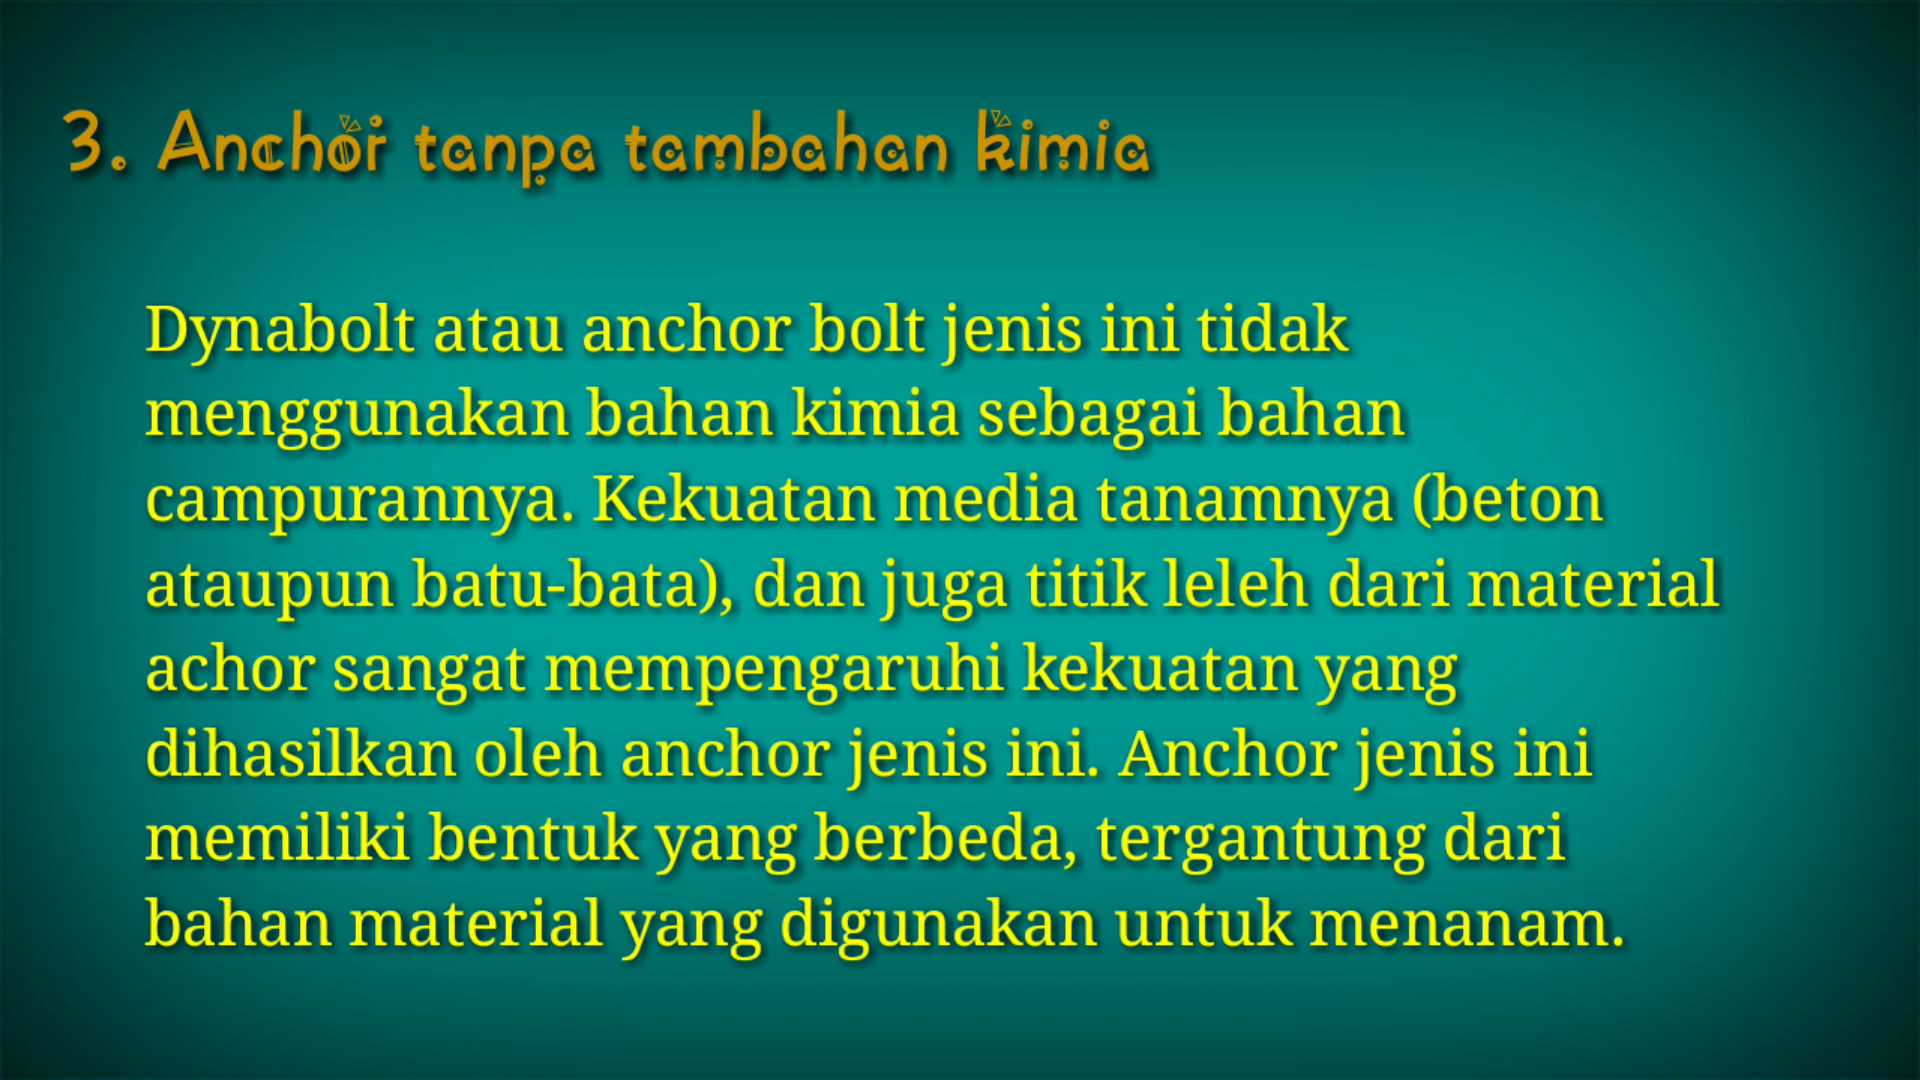 3. Anchor tanpa tambahan kimia
Dynabolt atau anchor bolt jenis ini tidak
menggunakan bahan kimia sebagai bahan
campurannya. Kekuatan media tanamnya (beton
ataupun batu-bata), dan juga titik leleh dari material
achor sangat mempengaruhi kekuatan yang
dihasilkan oleh anchor jenis ini. Anchor jenis ini
memiliki bentuk yang berbeda, tergantung dari
bahan material yang digunakan untuk menanam.